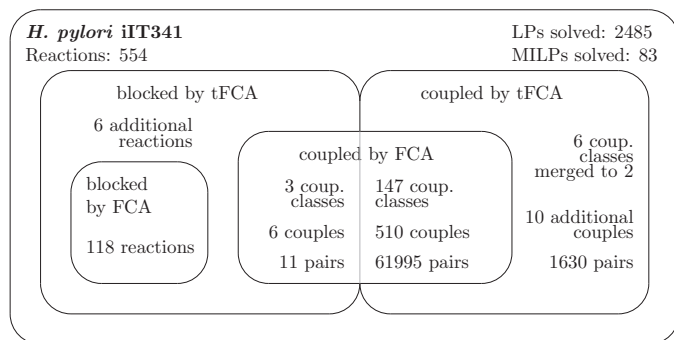 H. pylori iIT341
Reactions: 554
LPs solved: 2485
MILPs solved: 83
blocked by tFCA
6 additional
reactions
blocked
by FCA
118 reactions
coupled by FCA
3 coup.
classes
6 couples
11 pairs
147 coup.
classes
510 couples
61995 pairs
coupled by tFCA
6 coup.
classes
merged to 2
10 additional
couples
1630 pairs